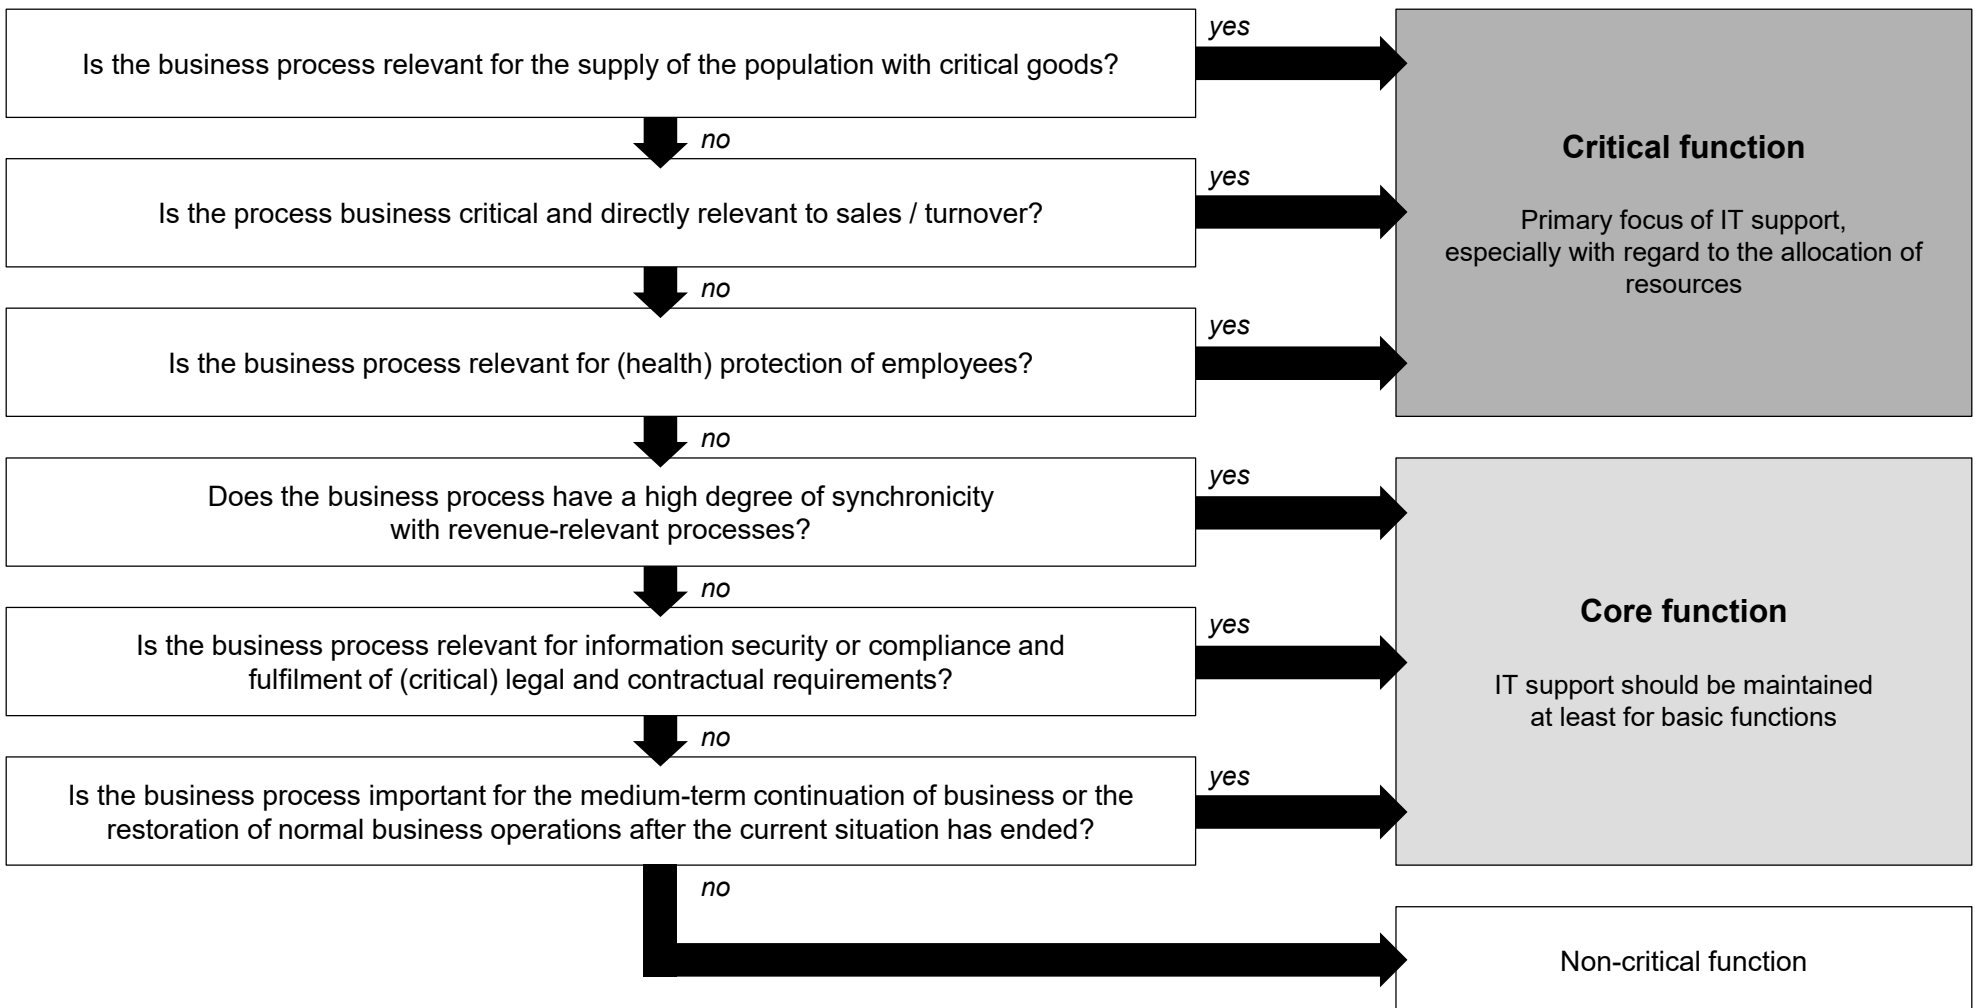 Is the business process relevant for the supply of the population with critical goods?
yes
no
Is the process business critical and directly relevant to sales / turnover?
yes
no
Is the business process relevant for (health) protection of employees?
yes
Critical function
Primary focus of IT support,
especially with regard to the allocation of
resources
no
Does the business process have a high degree of synchronicity
with revenue-relevant processes?
yes
no
Is the business process relevant for information security or compliance and
fulfilment of (critical) legal and contractual requirements?
yes
no
Is the business process important for the medium-term continuation of business or the
restoration of normal business operations after the current situation has ended?
yes
Core function
IT support should be maintained
at least for basic functions
no
Non-critical function